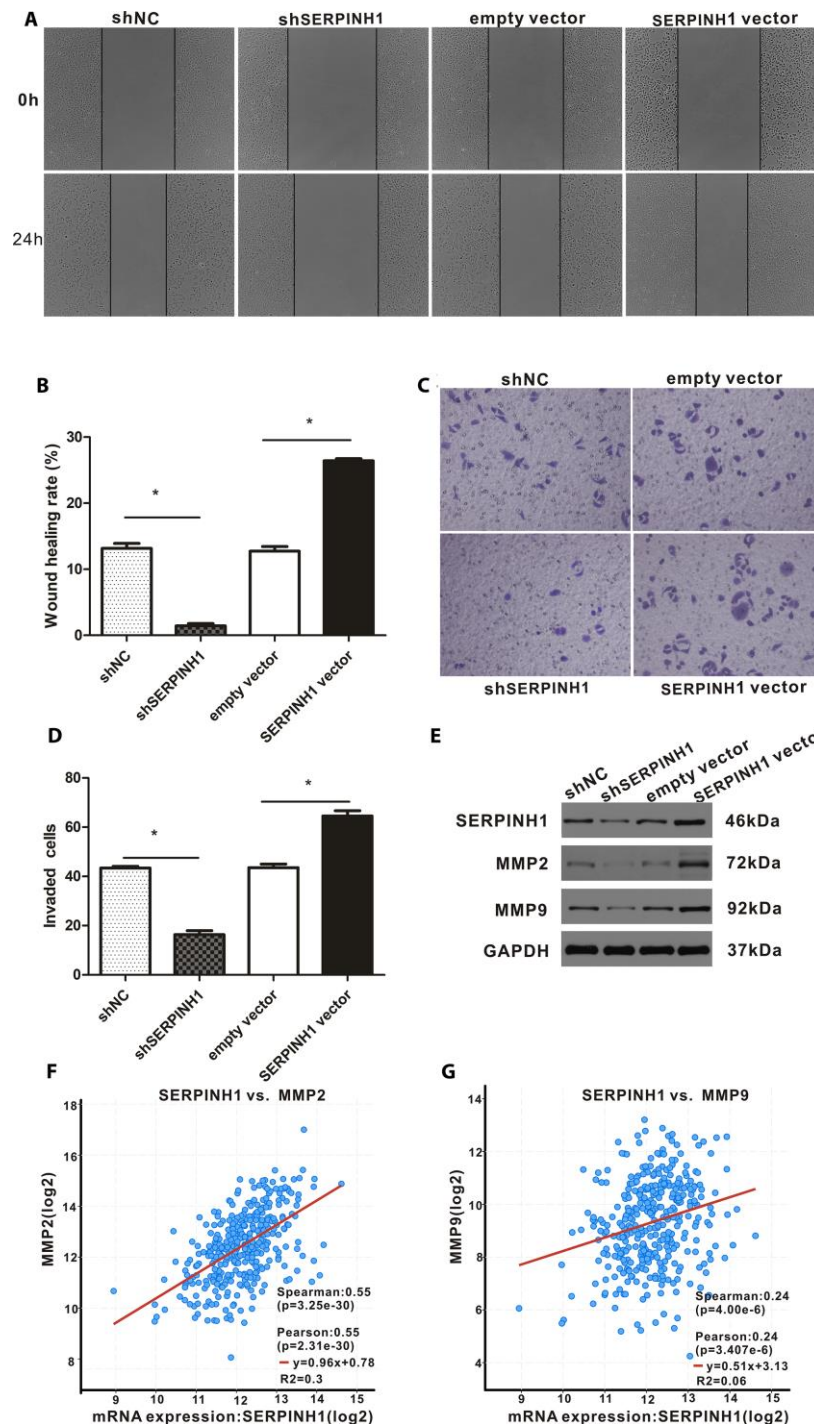 A
shNC
shSERPINH1
empty vector
SERPINH1 vector
0h
24h
B
Wound healing rate (%)
30
20
10
0
*
*
shNC
shSERPINH1
empty vector
SERPINH1 vector
C
shNC
empty vector
shSERPINH1
SERPINH1 vector
D
Invaded cells
80
60
40
20
0
*
*
shNC
shSERPINH1
empty vector
SERPINH1 vector
E
shNC
shSERPINH1
empty vector
SERPINH1 vector
SERPINH1 46kDa
MMP2 72kDa
MMP9 92kDa
GAPDH 37kDa
F
SERPINH1 vs. MMP2
MMP2(log2)
18
16
14
12
10
8
Spearman:0.55
(p=3.25e-30)
Pearson:0.55
(p=2.31e-30)
y=0.96x+0.78
R2=0.3
9 10 11 12 13 14 15
mRNA expression:SERPINH1(log2)
G
SERPINH1 vs. MMP9
MMP9(log2)
14
12
10
8
6
4
Spearman:0.24
(p=4.00e-6)
Pearson:0.24
(p=3.407e-6)
y=0.51x+3.13
R2=0.06
9 10 11 12 13 14 15
mRNA expression:SERPINH1(log2)